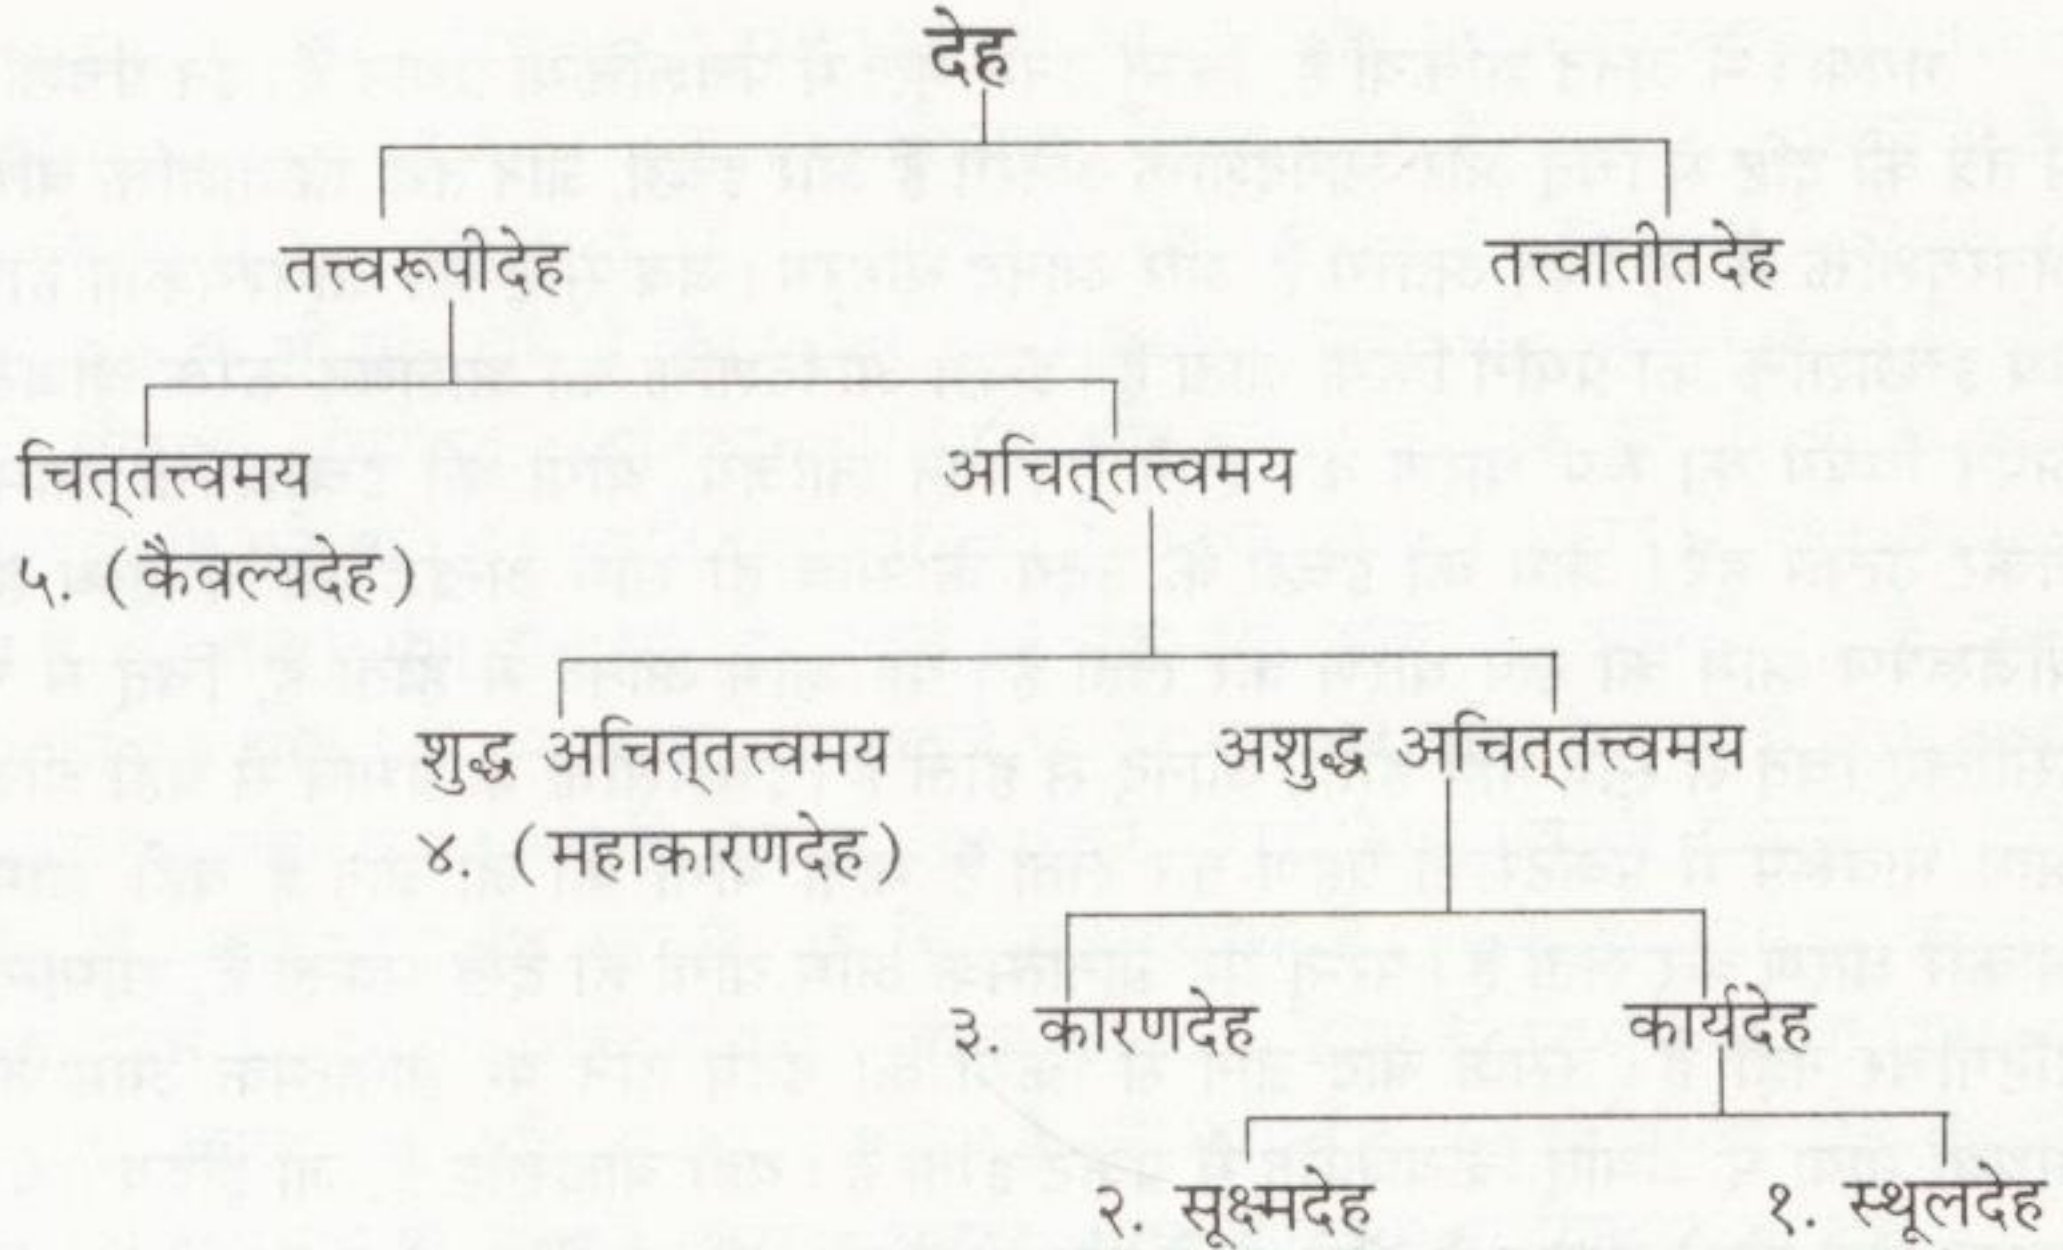 देह
तत्त्वरूपीदेह तत्त्वातीतदेह
चित्‌तत्त्वमय अचित्‌तत्त्वमय
५. (कैवल्यदेह)
शुद्ध अचित्‌तत्त्वमय अशुद्ध अचित्‌तत्त्वमय
४. (महाकारणदेह)
३. कारणदेह कार्यदेह
२. सूक्ष्मदेह १. स्थूलदेह